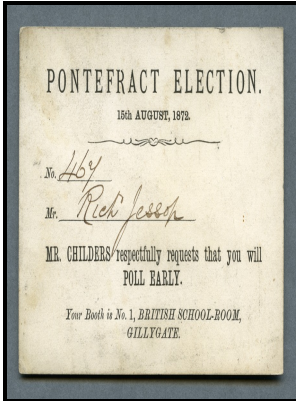 PONTEFRACT ELECTION.
15th AUGUST, 1872.
No. 467
Mr. Richd Jessop
MR. CHILDERS respectfully requests that you will
POLL EARLY.
Your Booth is No. 1, BRITISH SCHOOL-ROOM,
GILLYGATE.